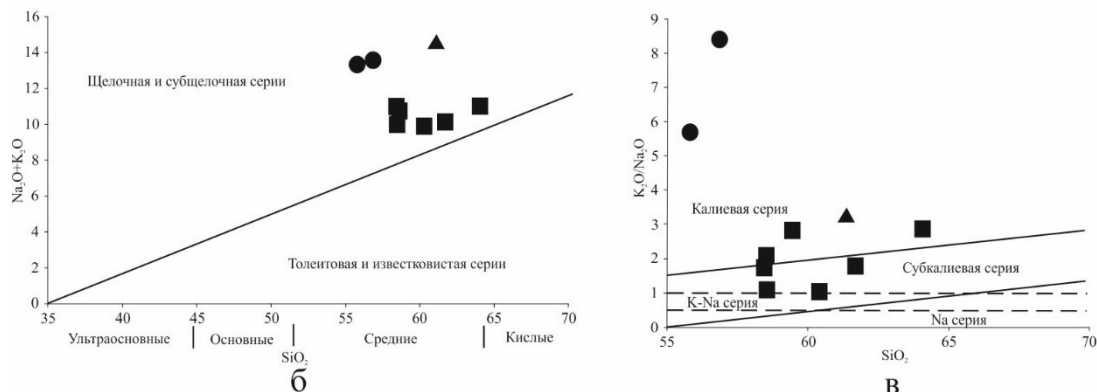 16
14
12
10
8
6
4
2
0
Na₂O+K₂O
Щелочная и субщелочная серии
Толеитовая и известковистая серии
35 40 45 50 55 60 65 70
Ультраосновные | Основные | Средние | Кислые
SiO₂
б
9
8
7
6
5
4
3
2
1
0
K₂O/Na₂O
Калиевая серия
Субкалиевая серия
K-Na серия
Na серия
55 60 65 70
SiO₂
в